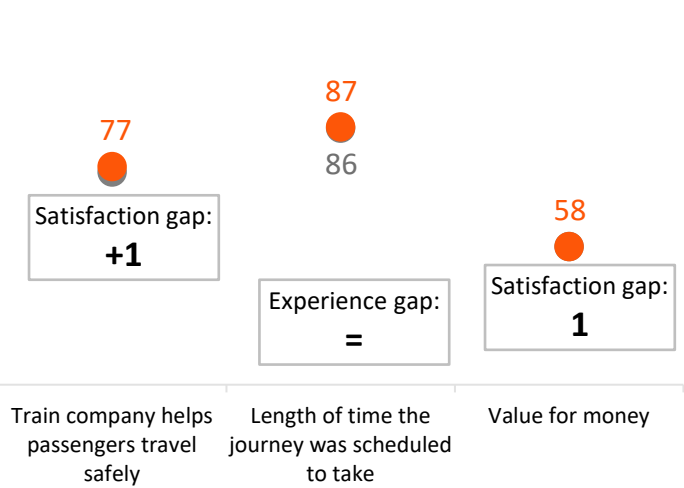 77
87
86
58
Satisfaction gap:
+1
Experience gap:
=
Satisfaction gap:
1
Train company helps
passengers travel
safely
Length of time the
journey was scheduled
to take
Value for money